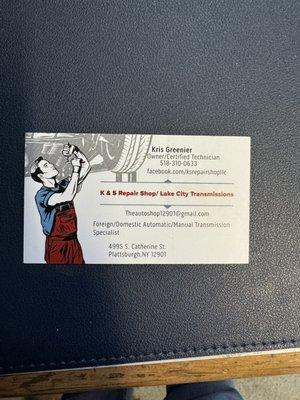 Kris Greenier
Owner/Certified Technician
518-310-0633
facebook.com/ksrepairshopllc
K & S Repair Shop/ Lake City Transmissions
Theautoshop12901@gmail.com
Foreign/Domestic Automatic/Manual Transmission
Specialist
4995 S. Catherine St.
Plattsburgh,NY 12901